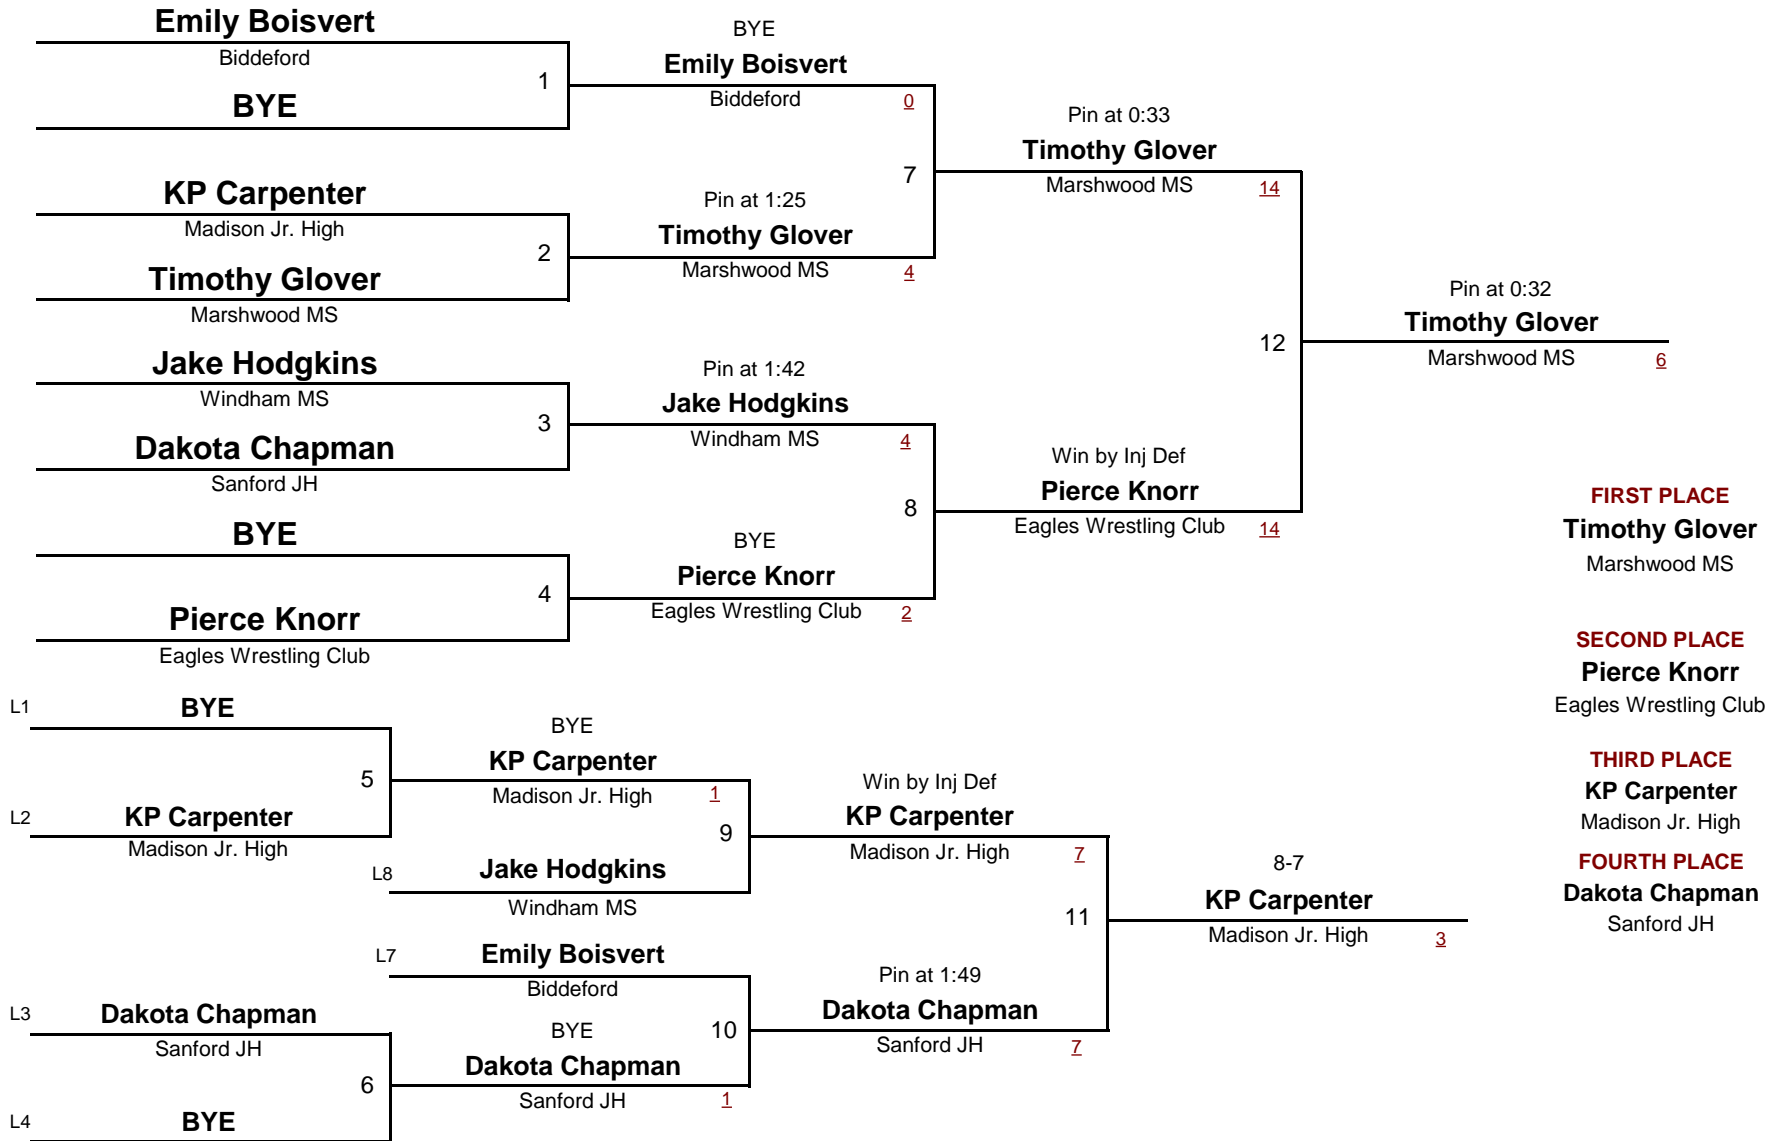 Emily Boisvert
Biddeford
1
BYE
KP Carpenter
Madison Jr. High
2
Timothy Glover
Marshwood MS
Jake Hodgkins
Windham MS
3
Dakota Chapman
Sanford JH
BYE
4
Pierce Knorr
Eagles Wrestling Club
BYE
Emily Boisvert
Biddeford
0
7
Pin at 1:25
Timothy Glover
Marshwood MS
4
Pin at 1:42
Jake Hodgkins
Windham MS
4
8
BYE
Pierce Knorr
Eagles Wrestling Club
2
Pin at 0:33
Timothy Glover
Marshwood MS
14
12
Win by Inj Def
Pierce Knorr
Eagles Wrestling Club
14
Pin at 0:32
Timothy Glover
Marshwood MS
6
FIRST PLACE
Timothy Glover
Marshwood MS
SECOND PLACE
Pierce Knorr
Eagles Wrestling Club
THIRD PLACE
KP Carpenter
Madison Jr. High
FOURTH PLACE
Dakota Chapman
Sanford JH
L1
BYE
5
L2
KP Carpenter
Madison Jr. High
BYE
KP Carpenter
Madison Jr. High
1
9
L8
Jake Hodgkins
Windham MS
L7
Emily Boisvert
Biddeford
10
L3
Dakota Chapman
Sanford JH
6
L4
BYE
BYE
Dakota Chapman
Sanford JH
1
Win by Inj Def
KP Carpenter
Madison Jr. High
7
11
Pin at 1:49
Dakota Chapman
Sanford JH
7
8-7
KP Carpenter
Madison Jr. High
3